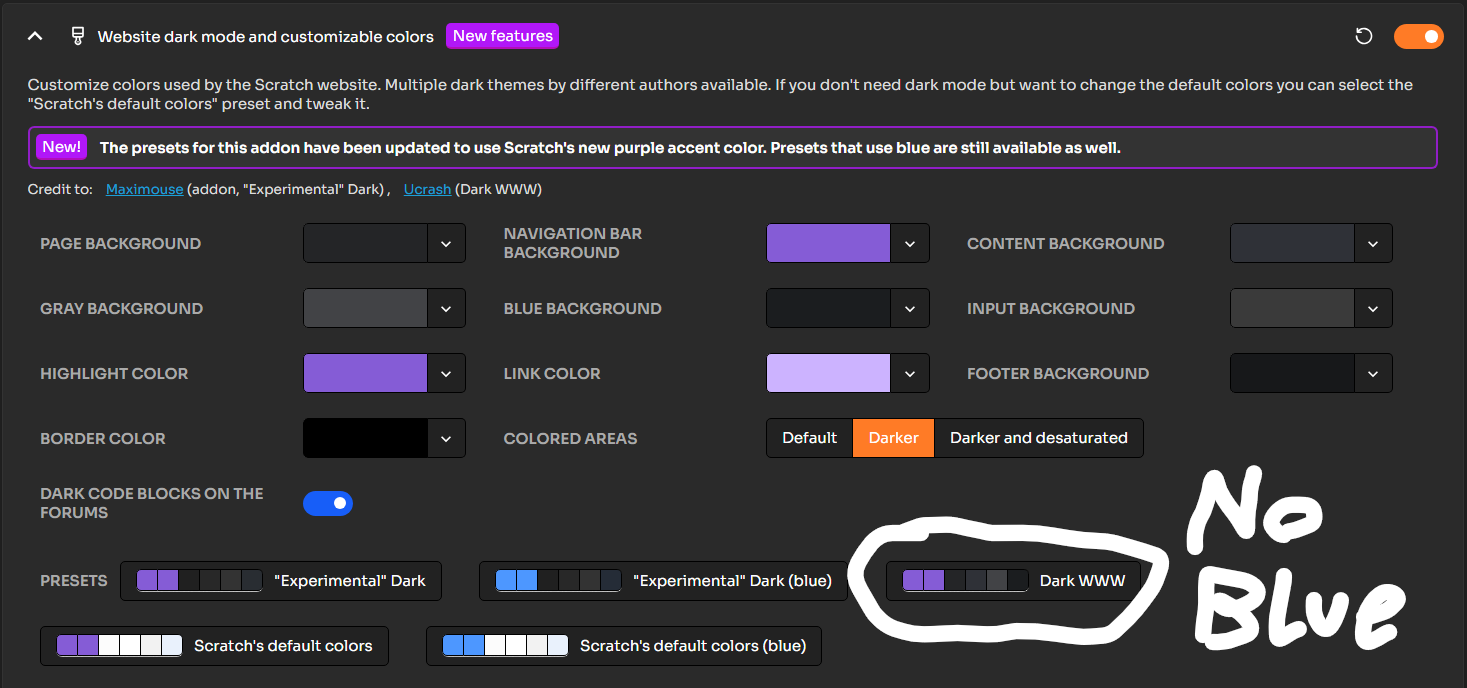 Website dark mode and customizable colors New features
Customize colors used by the Scratch website. Multiple dark themes by different authors available. If you don't need dark mode but want to change the default colors you can select the
"Scratch's default colors" preset and tweak it.
New! The presets for this addon have been updated to use Scratch's new purple accent color. Presets that use blue are still available as well.
Credit to: Maximouse (addon, "Experimental" Dark) , Ucrash (Dark WWW)
PAGE BACKGROUND
NAVIGATION BAR
BACKGROUND
CONTENT BACKGROUND
GRAY BACKGROUND
BLUE BACKGROUND
INPUT BACKGROUND
HIGHLIGHT COLOR
LINK COLOR
FOOTER BACKGROUND
BORDER COLOR
COLORED AREAS
Default Darker Darker and desaturated
DARK CODE BLOCKS ON THE
FORUMS
PRESETS "Experimental" Dark "Experimental" Dark (blue) Dark WWW
Scratch's default colors Scratch's default colors (blue)
No
Blue